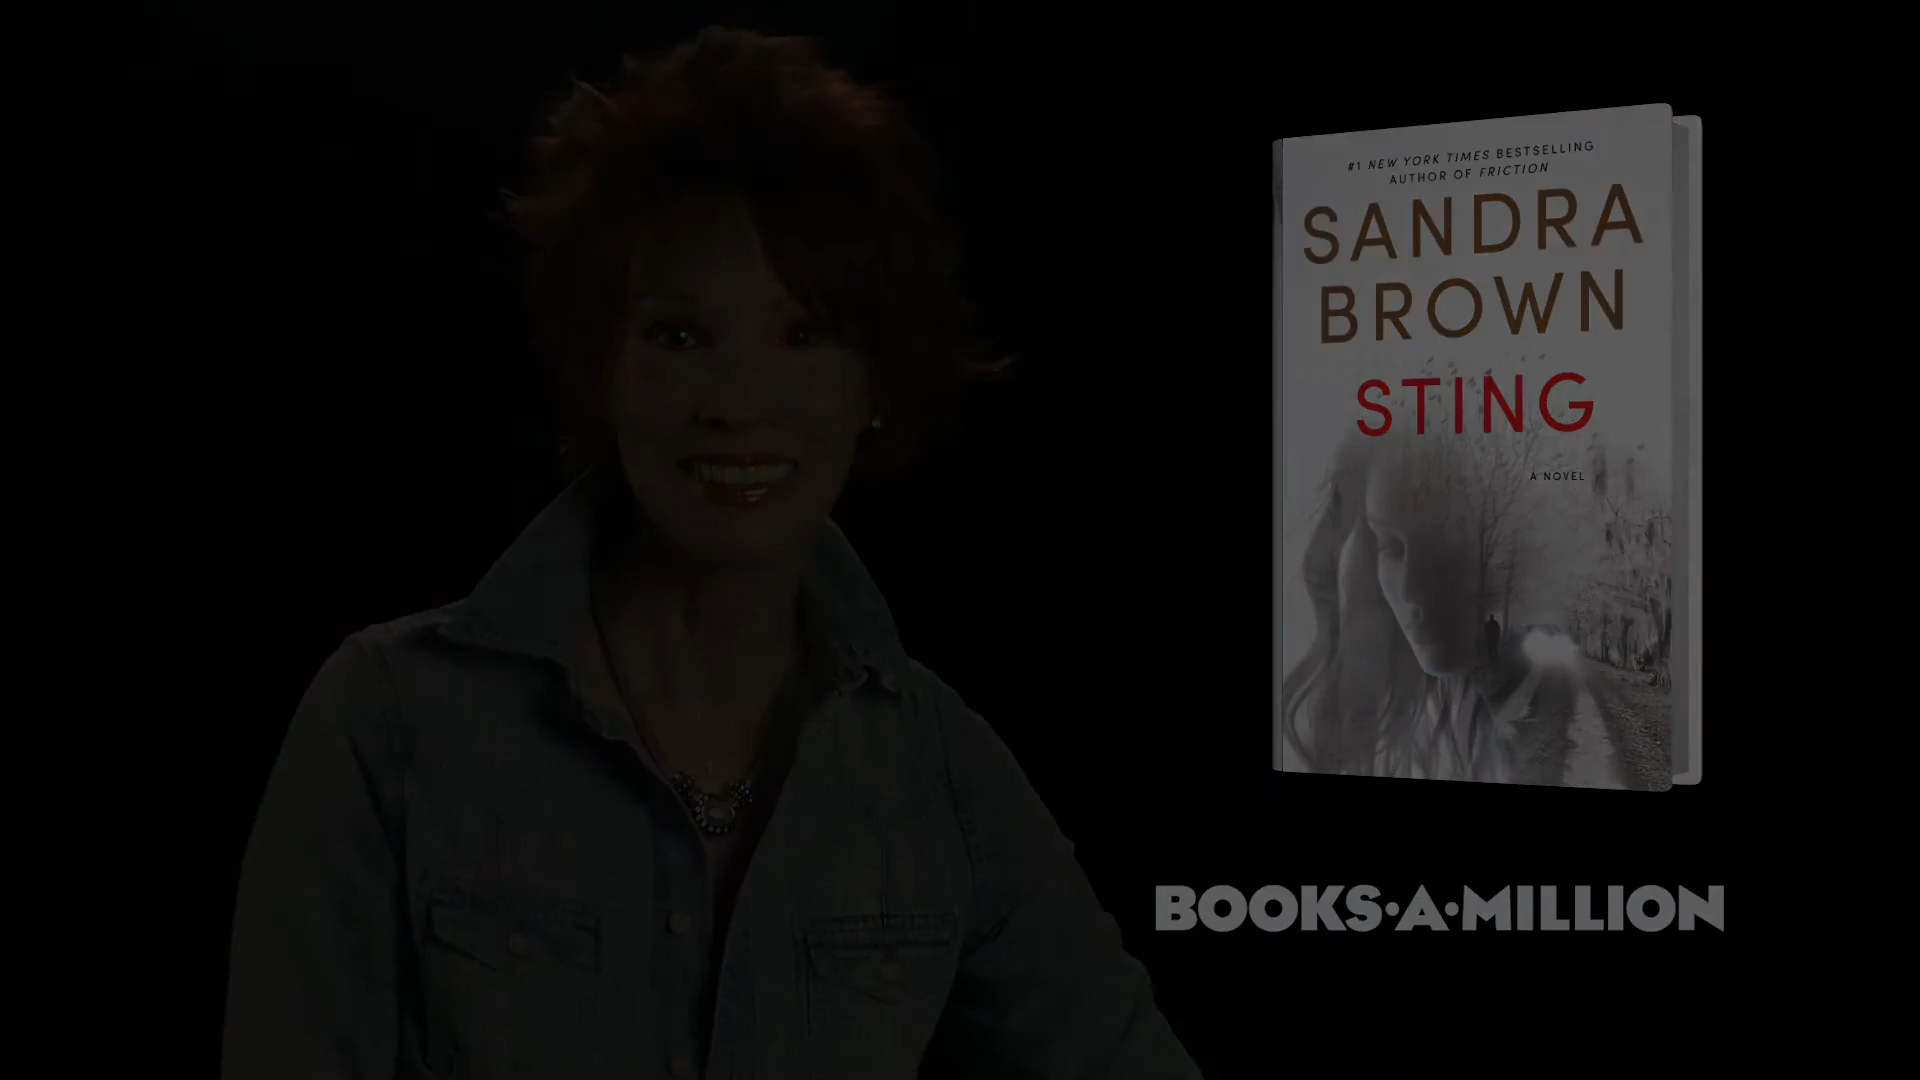 #1 NEW YORK TIMES BESTSELLING
AUTHOR OF FRICTION
SANDRA
BROWN
STING
A NOVEL
BOOKS·A·MILLION